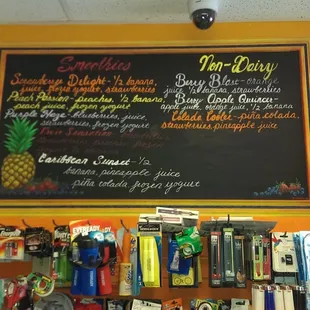 Smoothies
Screamer Delight - 1/2 banana,
juice, frozen yogurt, strawberries
Peach Passion - peaches, 1/2 banana,
juice, frozen yogurt
Purple Haze - blueberries, juice,
frozen yogurt
Caribbean Sunset - 1/2
banana, pineapple juice
piña colada frozen yogurt
Non-Dairy
Berry Blast - orange
juice, 1/2 banana, strawberries
Berry Apple Quencher -
apple juice, orange juice, 1/2 banana
Colada Cooler - piña colada,
strawberries, pineapple juice
EVEREADY